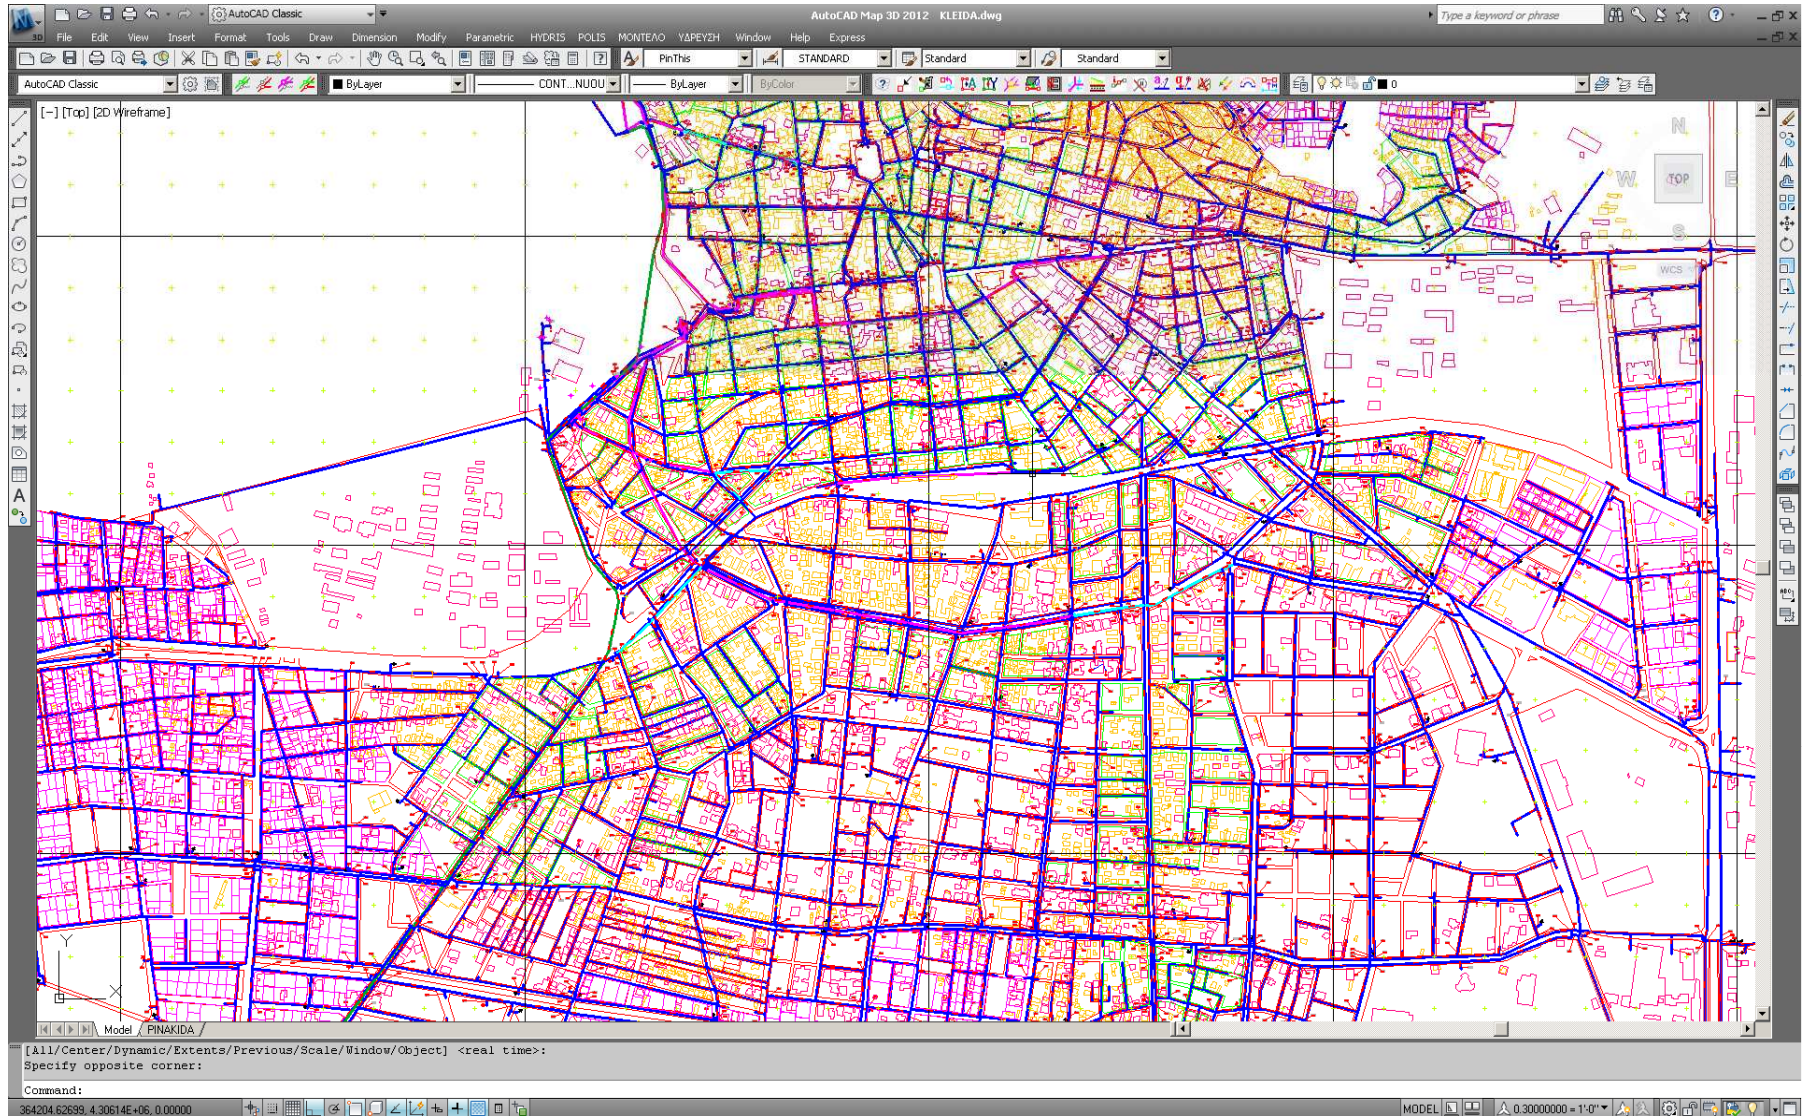 AutoCAD Classic
AutoCAD Map 3D 2012 KLEIDA.dwg
Type a keyword or phrase
3D
File Edit View Insert Format Tools Draw Dimension Modify Parametric HYDRIS POLIS ΜΟΝΤΕΛΟ ΥΔΡΕΥΣΗ Window Help Express
PinThis STANDARD Standard Standard
AutoCAD Classic ByLayer CONT...NUOU ByLayer ByColor 0
[−] [Top] [2D Wireframe]
N
W TOP E
S
WCS
A
Y
X
Model PINAKIDA
[All/Center/Dynamic/Extents/Previous/Scale/Window/Object] <real time>:
Specify opposite corner:
Command:
364204.62699, 4.30614E+06, 0.00000 MODEL 0.30000000 = 1'-0"